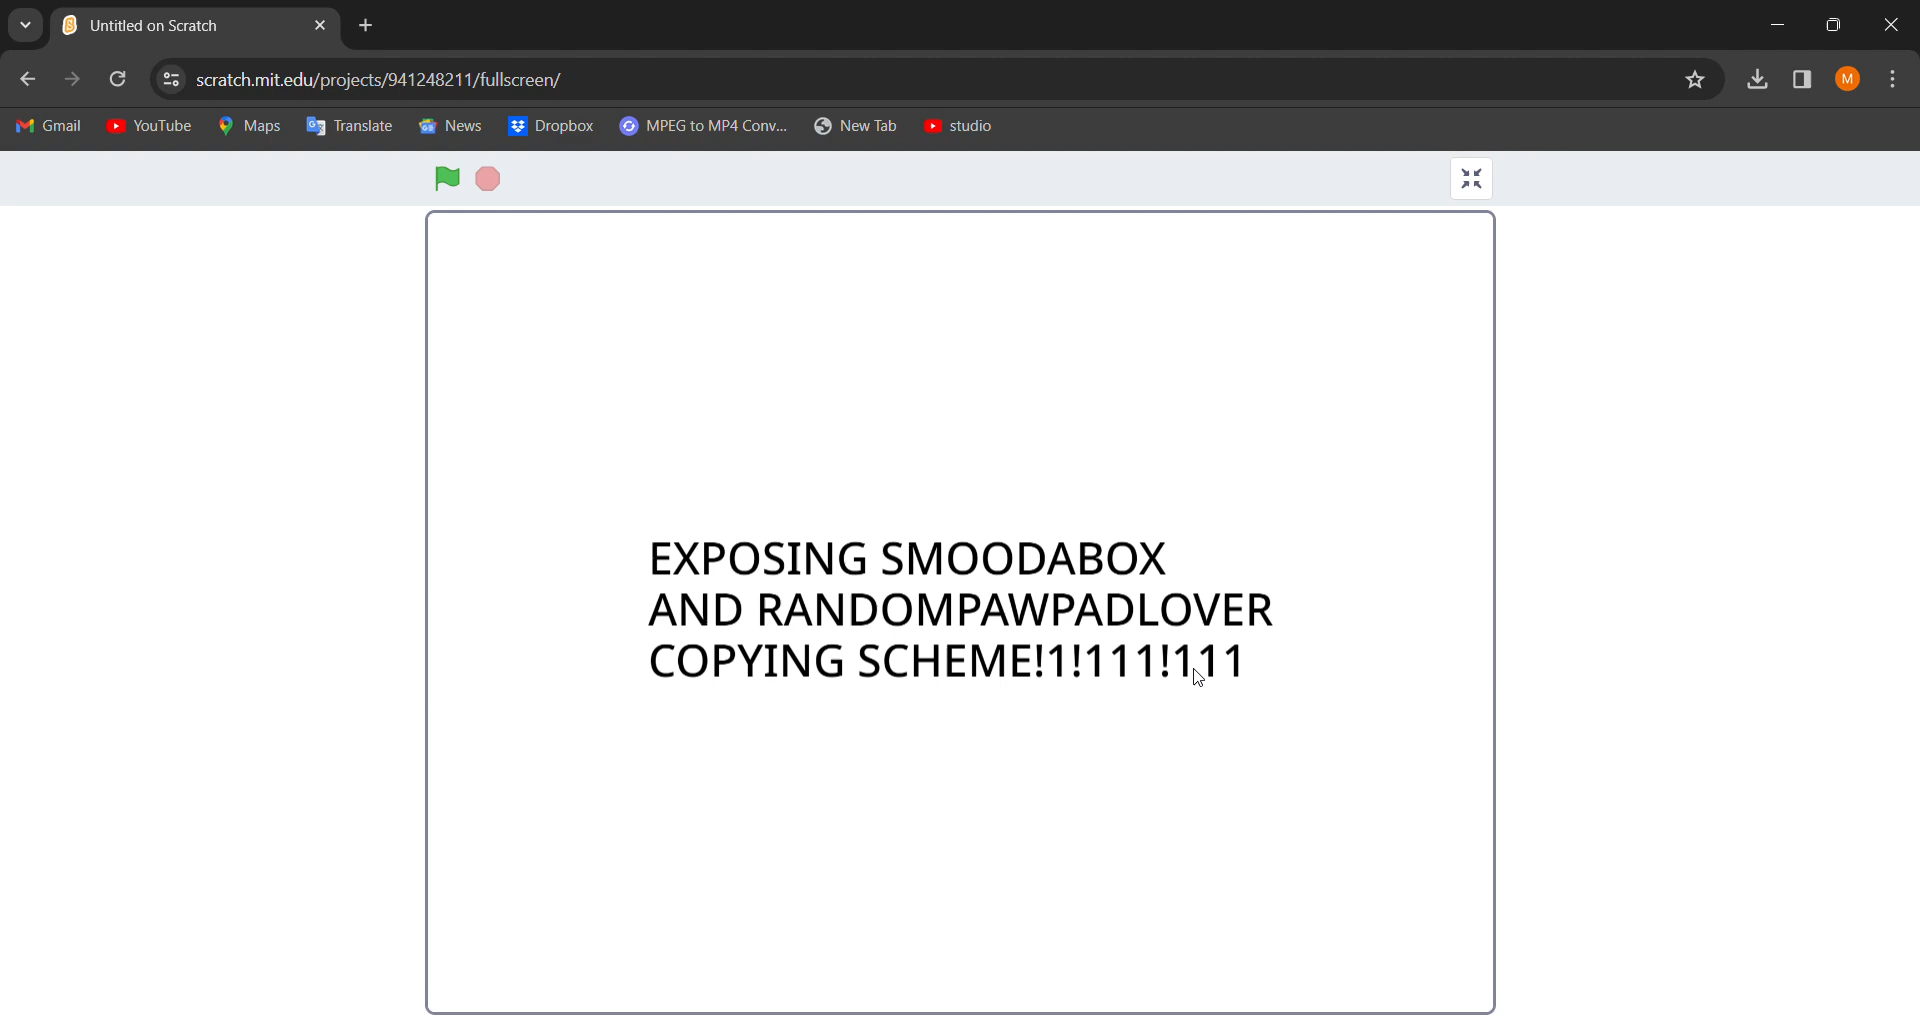 Untitled on Scratch
scratch.mit.edu/projects/941248211/fullscreen/
M
Gmail YouTube Maps Translate News Dropbox MPEG to MP4 Conv... New Tab studio
EXPOSING SMOODABOX
AND RANDOMPAWPADLOVER
COPYING SCHEME!1!111!111